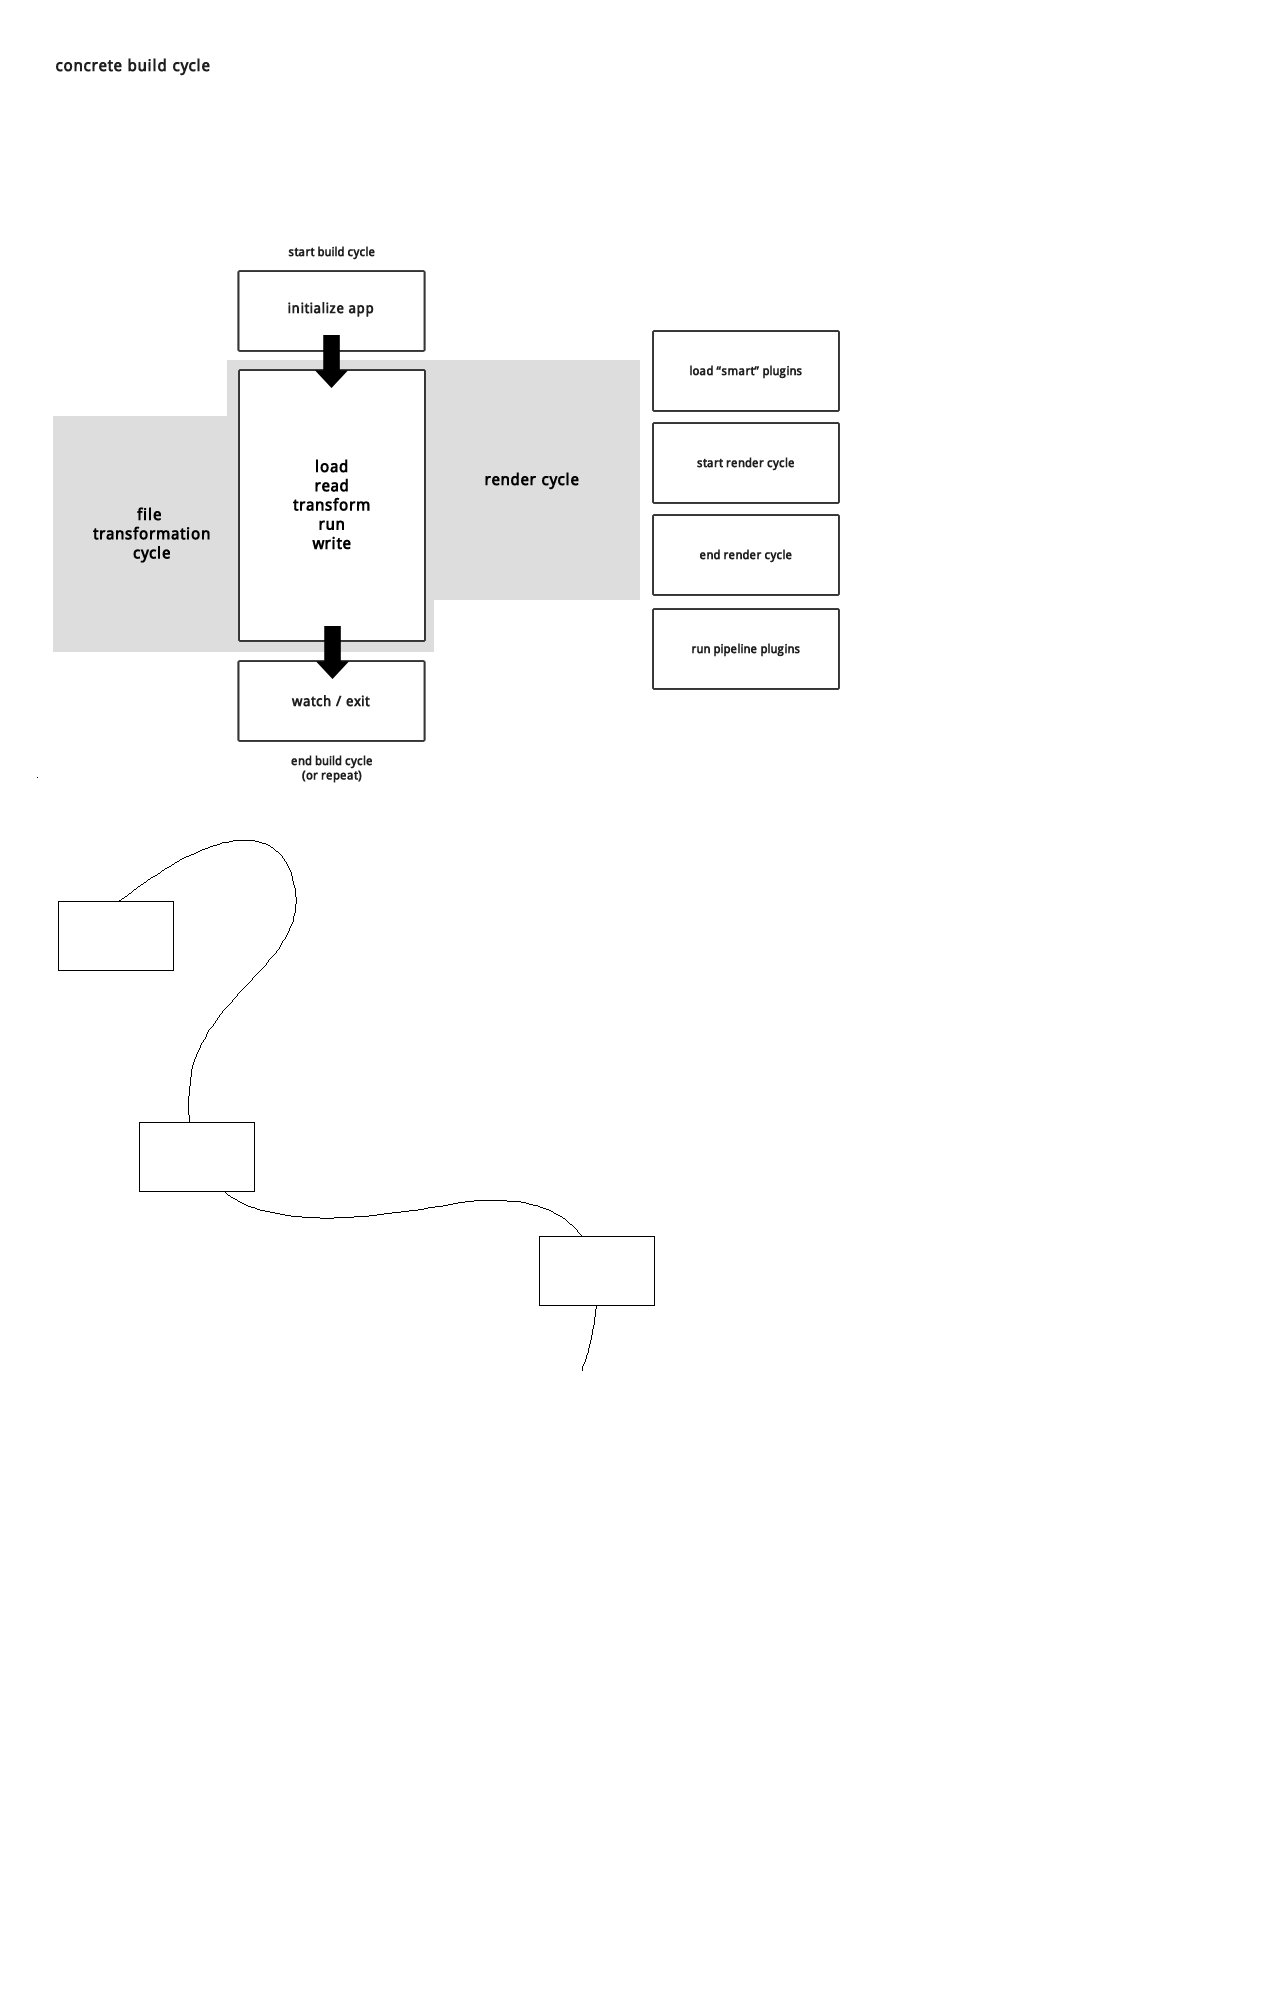 concrete build cycle
start build cycle
initialize app
load
read
transform
run
write
file
transformation
cycle
render cycle
watch / exit
end build cycle
(or repeat)
load “smart” plugins
start render cycle
end render cycle
run pipeline plugins